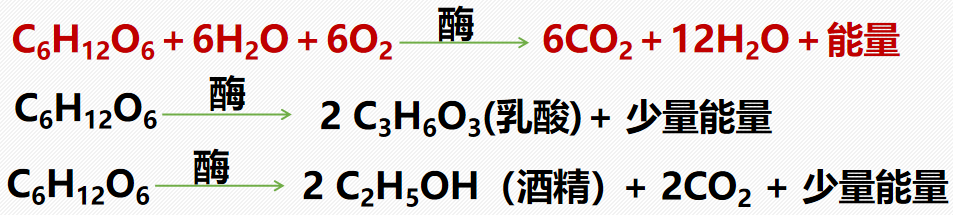 C₆H₁₂O₆+6H₂O+6O₂ 酶→ 6CO₂+12H₂O+能量
C₆H₁₂O₆ 酶→ 2 C₃H₆O₃(乳酸)+ 少量能量
C₆H₁₂O₆ 酶→ 2 C₂H₅OH（酒精）+ 2CO₂ + 少量能量